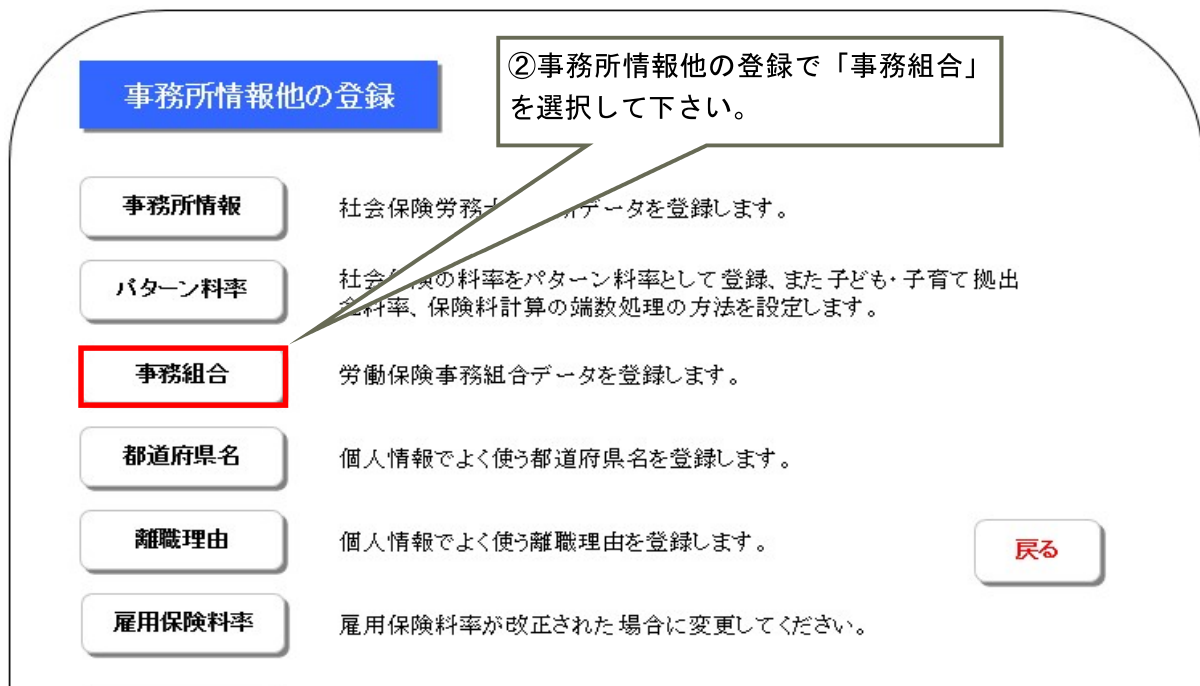 ②事務所情報他の登録で「事務組合」
を選択して下さい。
事務所情報他の登録
事務所情報
社会保険労務 データを登録します。
パターン料率
社会 険の料率をパターン料率として登録、また子ども・子育て拠出
料率、保険料計算の端数処理の方法を設定します。
事務組合
労働保険事務組合データを登録します。
都道府県名
個人情報でよく使う都道府県名を登録します。
離職理由
個人情報でよく使う離職理由を登録します。
戻る
雇用保険料率
雇用保険料率が改正された場合に変更してください。